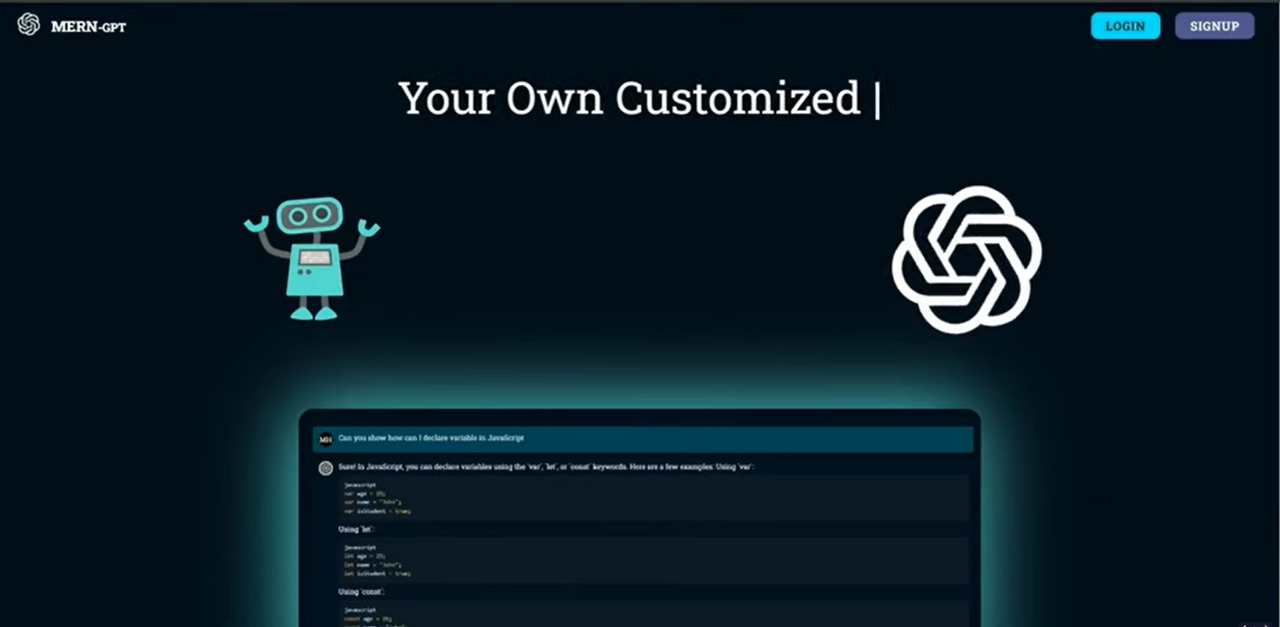 MERN-GPT
LOGIN
SIGNUP
Your Own Customized |
MH
Can you show how can I declare variable in JavaScript
Sure! In JavaScript, you can declare variables using the 'var', 'let', or 'const' keywords. Here are a few examples: Using 'var':
javascript
var age = 25;
var name = "John";
var isStudent = true;
Using 'let':
javascript
let age = 25;
let name = "John";
let isStudent = true;
Using 'const':
javascript
const age = 25;